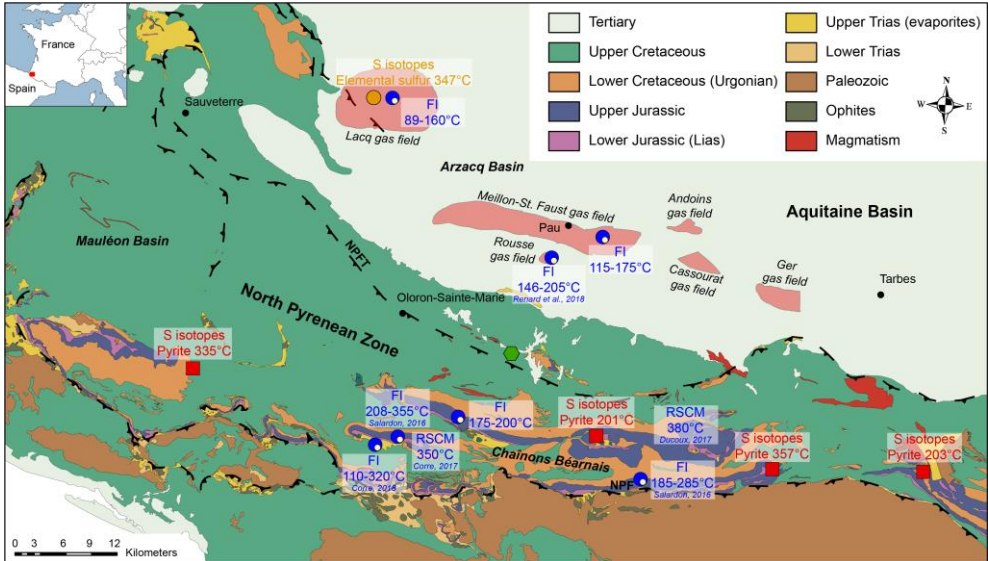 France
Spain
Tertiary
Upper Cretaceous
Lower Cretaceous (Urgonian)
Upper Jurassic
Lower Jurassic (Lias)
Upper Trias (evaporites)
Lower Trias
Paleozoic
Ophites
Magmatism
N
W
E
S
Sauveterre
S isotopes
Elemental sulfur 347°C
FI
89-160°C
Lacq gas field
Arzacq Basin
Meillon-St. Faust gas field
Pau
Andoins
gas field
Aquitaine Basin
Mauléon Basin
NPFT
Rousse
gas field
FI
115-175°C
FI
146-205°C
Renard et al., 2018
Cassourat
gas field
Ger
gas field
Tarbes
Oloron-Sainte-Marie
North Pyrenean Zone
S isotopes
Pyrite 335°C
FI
208-355°C
Salardon, 2016
FI
175-200°C
S isotopes
Pyrite 201°C
RSCM
380°C
Ducoux, 2017
RSCM
350°C
Corre, 2017
FI
110-320°C
Corre, 2016
Chaînons Béarnais
NPF
FI
185-285°C
Salardon, 2016
S isotopes
Pyrite 357°C
S isotopes
Pyrite 203°C
0 3 6 9 12
Kilometers